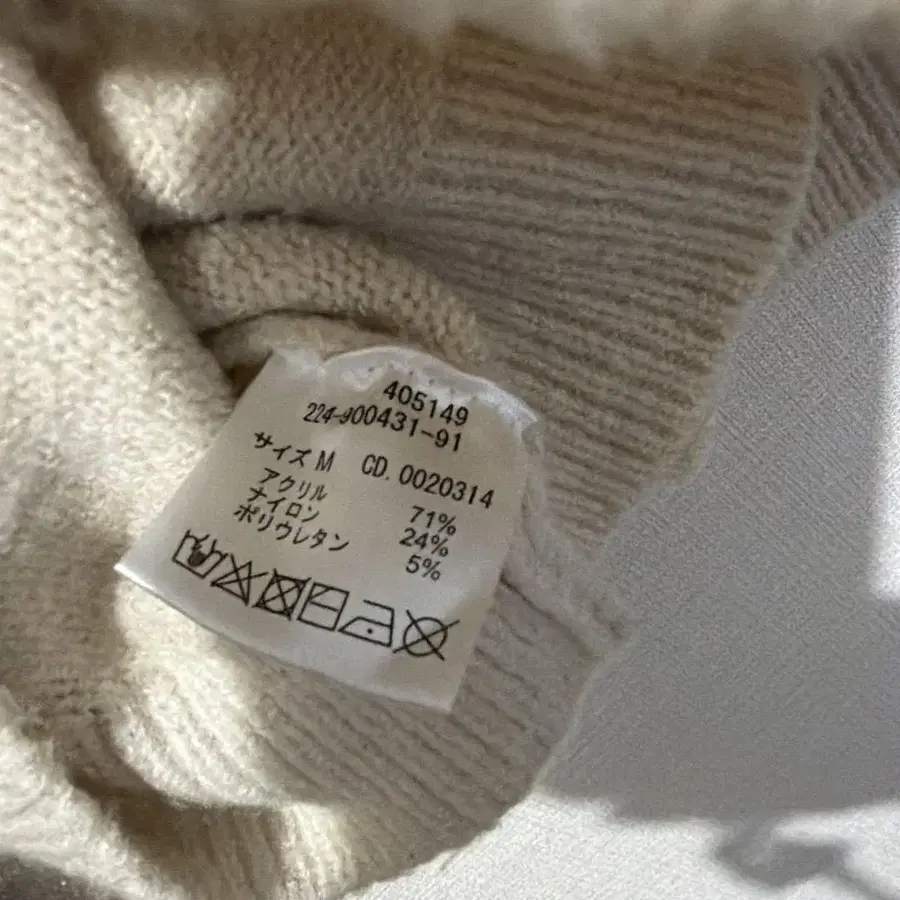 405149
224-900431-91
サイズ M CD. 0020314
アクリル 71%
ナイロン 24%
ポリウレタン 5%